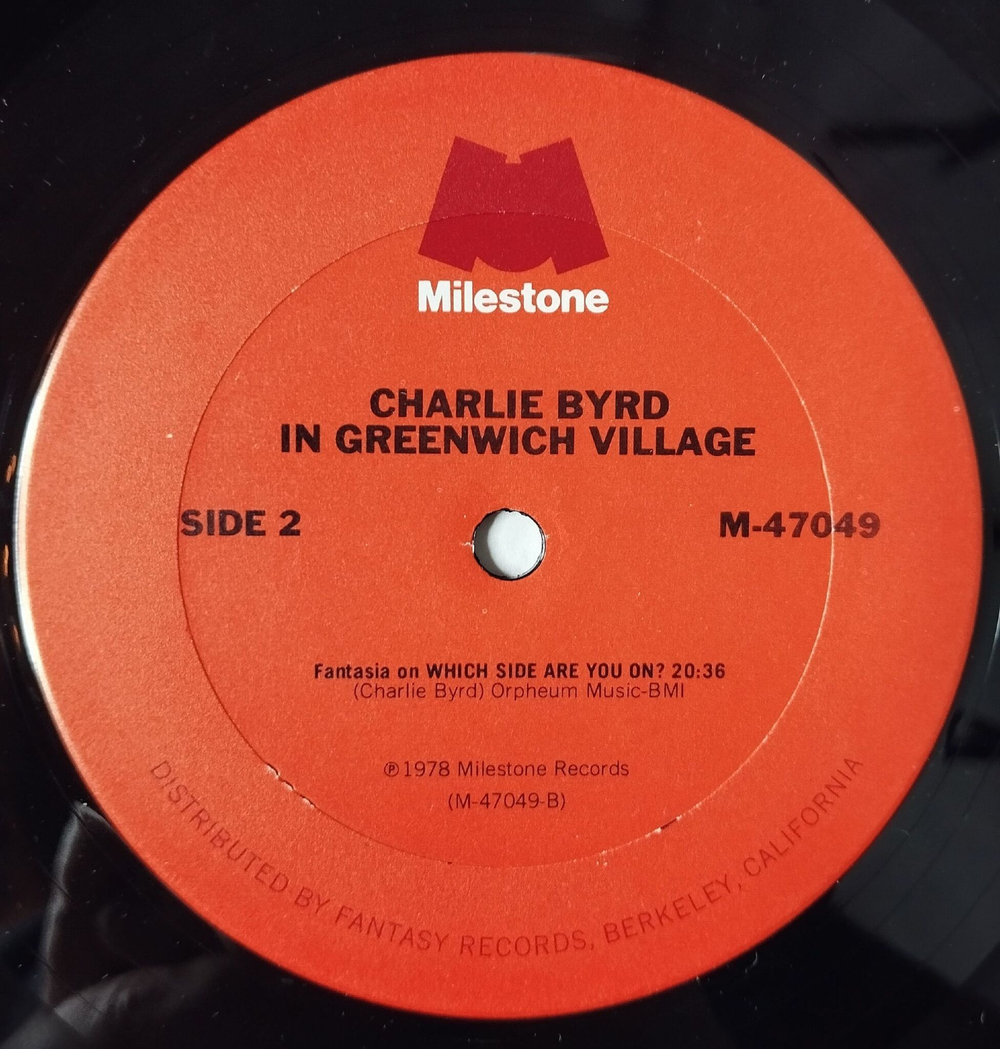 Milestone
CHARLIE BYRD
IN GREENWICH VILLAGE
SIDE 2
M-47049
Fantasia on WHICH SIDE ARE YOU ON? 20:36
(Charlie Byrd) Orpheum Music-BMI
℗1978 Milestone Records
(M-47049-B)
DISTRIBUTED BY FANTASY RECORDS, BERKELEY, CALIFORNIA